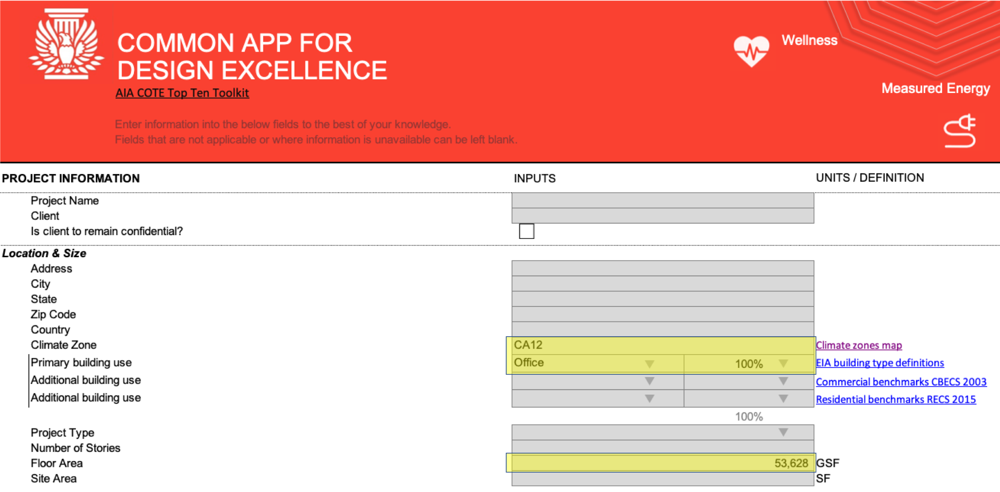 COMMON APP FOR
DESIGN EXCELLENCE
AIA COTE Top Ten Toolkit
Enter information into the below fields to the best of your knowledge.
Fields that are not applicable or where information is unavailable can be left blank.
Wellness
Measured Energy
PROJECT INFORMATION INPUTS UNITS / DEFINITION
Project Name
Client
Is client to remain confidential?
Location & Size
Address
City
State
Zip Code
Country
Climate Zone CA12 Climate zones map
Primary building use Office 100% EIA building type definitions
Additional building use Commercial benchmarks CBECS 2003
Additional building use Residential benchmarks RECS 2015
100%
Project Type
Number of Stories
Floor Area 53,628 GSF
Site Area SF